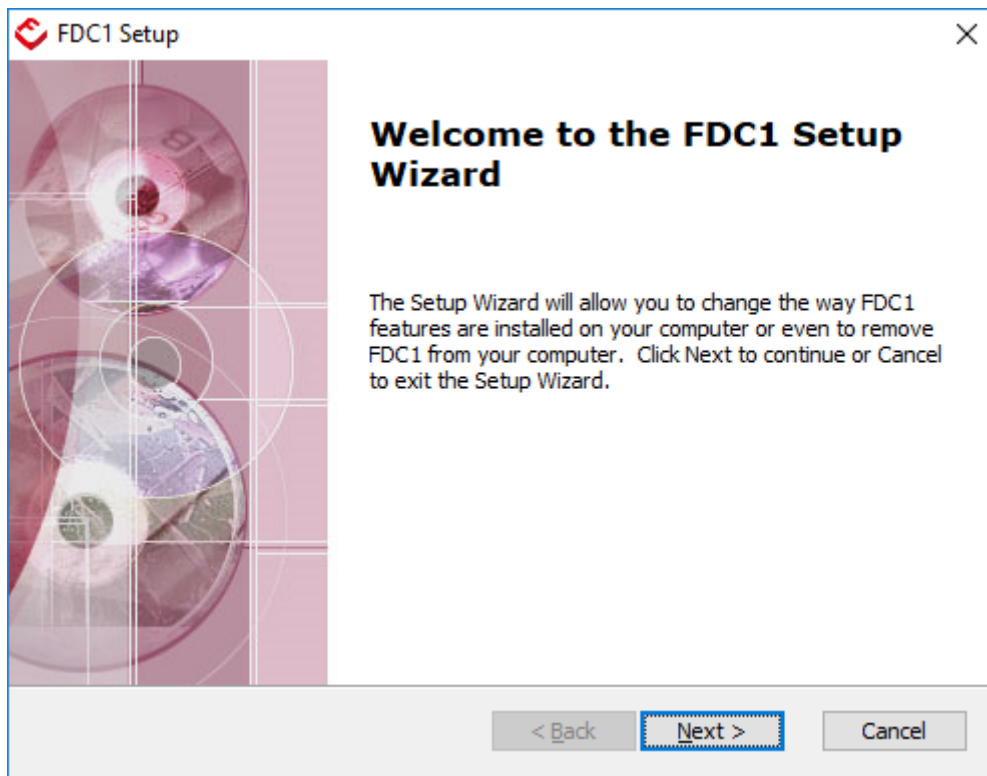 FDC1 Setup
Welcome to the FDC1 Setup
Wizard
The Setup Wizard will allow you to change the way FDC1
features are installed on your computer or even to remove
FDC1 from your computer.  Click Next to continue or Cancel
to exit the Setup Wizard.
< Back
Next >
Cancel